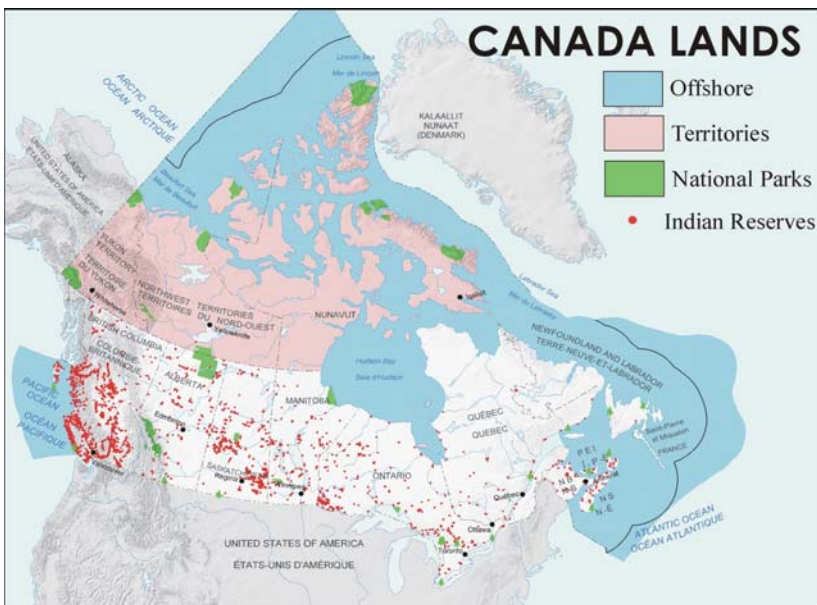 CANADA LANDS
Offshore
Territories
National Parks
Indian Reserves
Lincoln Sea
Mer de Lincoln
ARCTIC OCEAN
OCÉAN ARCTIQUE
KALAALLIT
NUNAAT
(DENMARK)
ALASKA
UNITED STATES OF AMERICA
ÉTATS-UNIS D'AMÉRIQUE
Beaufort Sea
Mer de Beaufort
YUKON
TERRITORY
TERRITOIRE
DU YUKON
Whitehorse
NORTHWEST TERRITORIES
TERRITOIRES DU NORD-OUEST
Yellowknife
NUNAVUT
Iqaluit
Labrador Sea
Mer du Labrador
NEWFOUNDLAND AND LABRADOR
TERRE-NEUVE-ET-LABRADOR
BRITISH COLUMBIA
COLOMBIE-
BRITANNIQUE
Hudson Bay
Baie d'Hudson
PACIFIC
OCEAN
OCÉAN
PACIFIQUE
ALBERTA
Edmonton
MANITOBA
QUÉBEC
QUEBEC
Saint-Pierre
et Miquelon
FRANCE
P E I
Î. P. É.
SASKATCHEWAN
Regina
Winnipeg
ONTARIO
Vancouver
N B
N S
N.-É.
Québec
Ottawa
Toronto
ATLANTIC OCEAN
OCÉAN ATLANTIQUE
UNITED STATES OF AMERICA
ÉTATS-UNIS D'AMÉRIQUE